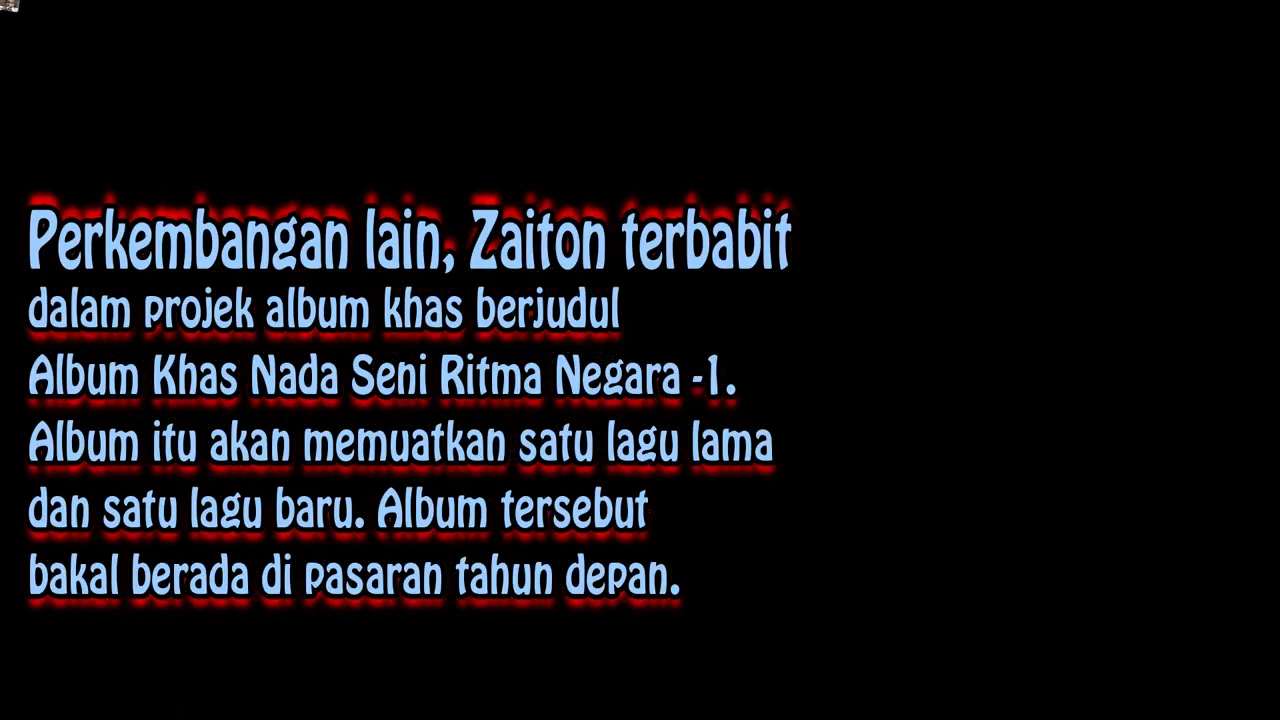 Perkembangan lain, Zaiton terbabit
dalam projek album khas berjudul
Album Khas Nada Seni Ritma Negara -1.
Album itu akan memuatkan satu lagu lama
dan satu lagu baru. Album tersebut
bakal berada di pasaran tahun depan.